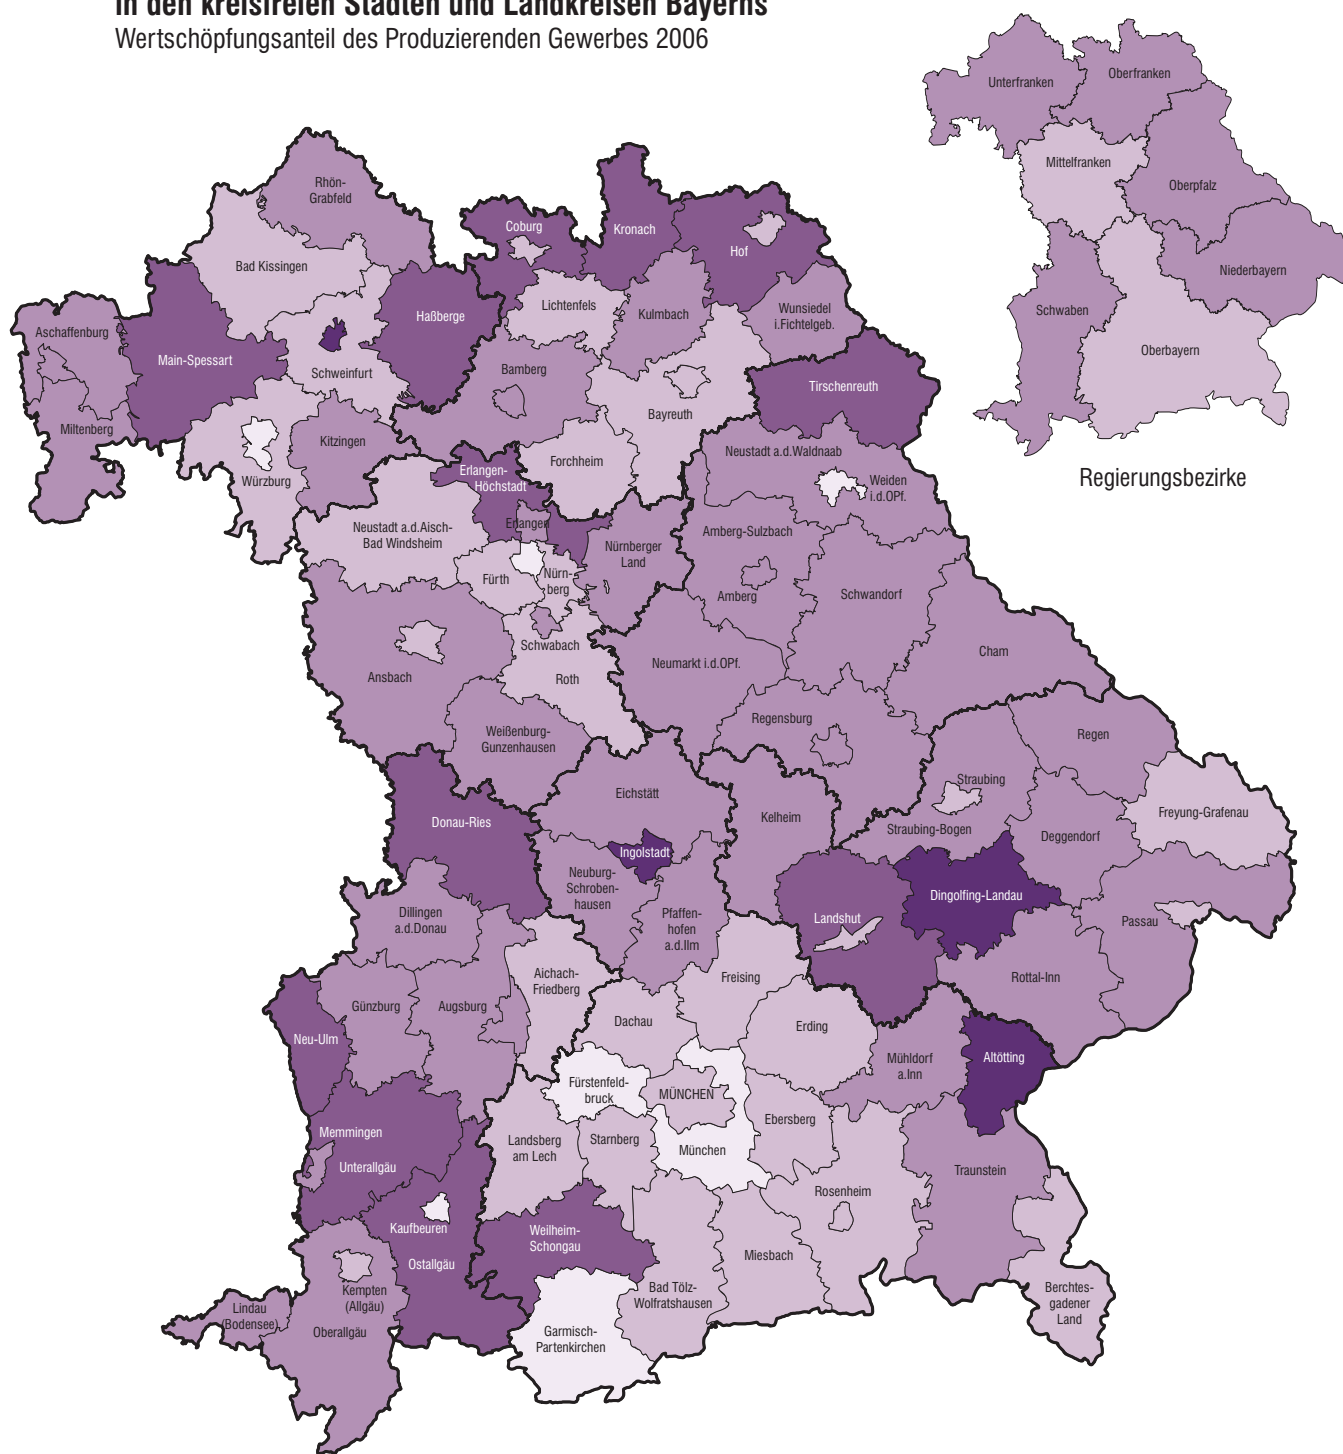 in den kreisfreien Städten und Landkreisen Bayerns
Wertschöpfungsanteil des Produzierenden Gewerbes 2006
Unterfranken
Oberfranken
Mittelfranken
Oberpfalz
Niederbayern
Schwaben
Oberbayern
Regierungsbezirke
Rhön-
Grabfeld
Bad Kissingen
Coburg
Kronach
Hof
Aschaffenburg
Main-Spessart
Haßberge
Lichtenfels
Kulmbach
Wunsiedel
i.Fichtelgeb.
Schweinfurt
Bamberg
Bayreuth
Tirschenreuth
Miltenberg
Kitzingen
Würzburg
Forchheim
Erlangen-
Höchstadt
Neustadt a.d.Waldnaab
Weiden
i.d.OPf.
Neustadt a.d.Aisch-
Bad Windsheim
Erlangen
Nürnberger
Land
Amberg-Sulzbach
Fürth
Nürn-
berg
Amberg
Schwandorf
Schwabach
Roth
Ansbach
Neumarkt i.d.OPf.
Cham
Weißenburg-
Gunzenhausen
Regensburg
Regen
Straubing
Eichstätt
Freyung-Grafenau
Donau-Ries
Kelheim
Straubing-Bogen
Deggendorf
Ingolstadt
Neuburg-
Schroben-
hausen
Dingolfing-Landau
Dillingen
a.d.Donau
Pfaffen-
hofen
a.d.Ilm
Landshut
Passau
Aichach-
Friedberg
Freising
Rottal-Inn
Günzburg
Augsburg
Dachau
Erding
Neu-Ulm
Mühldorf
a.Inn
Altötting
Fürstenfeld-
bruck
MÜNCHEN
Ebersberg
Memmingen
Unterallgäu
Landsberg
am Lech
Starnberg
München
Traunstein
Rosenheim
Kaufbeuren
Weilheim-
Schongau
Ostallgäu
Miesbach
Kempten
(Allgäu)
Bad Tölz-
Wolfratshausen
Berchtes-
gadener
Land
Lindau
(Bodensee)
Oberallgäu
Garmisch-
Partenkirchen